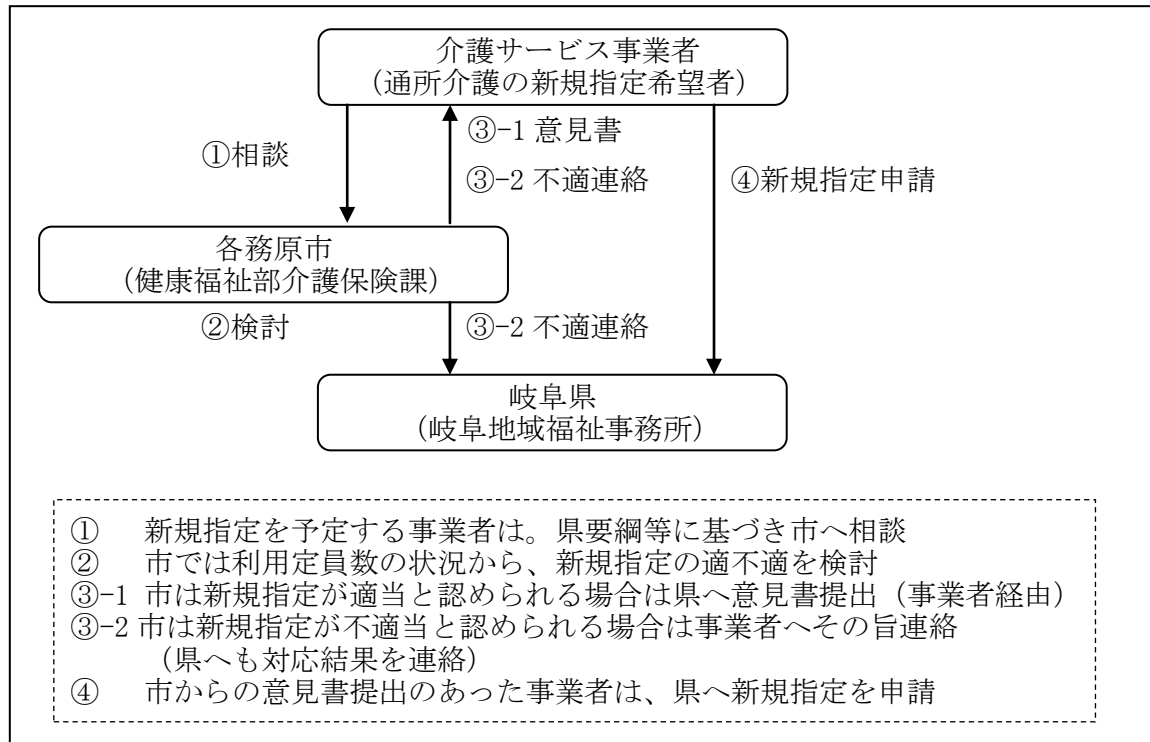 介護サービス事業者
（通所介護の新規指定希望者）
③-1 意見書
①相談
③-2 不適連絡
④新規指定申請
各務原市
（健康福祉部介護保険課）
②検討
③-2 不適連絡
岐阜県
（岐阜地域福祉事務所）
① 新規指定を予定する事業者は。県要綱等に基づき市へ相談
② 市では利用定員数の状況から、新規指定の適不適を検討
③-1 市は新規指定が適当と認められる場合は県へ意見書提出（事業者経由）
③-2 市は新規指定が不適当と認められる場合は事業者へその旨連絡
（県へも対応結果を連絡）
④ 市からの意見書提出のあった事業者は、県へ新規指定を申請